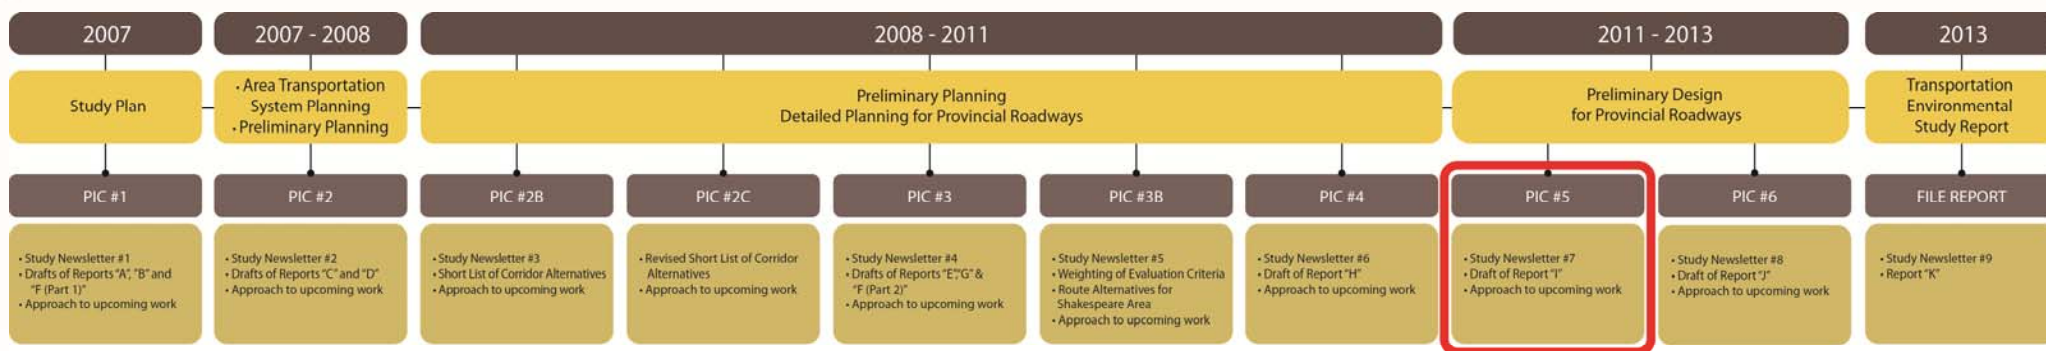 2007
2007 - 2008
2008 - 2011
2011 - 2013
2013
Study Plan
• Area Transportation
System Planning
• Preliminary Planning
Preliminary Planning
Detailed Planning for Provincial Roadways
Preliminary Design
for Provincial Roadways
Transportation
Environmental
Study Report
PIC #1
PIC #2
PIC #2B
PIC #2C
PIC #3
PIC #3B
PIC #4
PIC #5
PIC #6
FILE REPORT
• Study Newsletter #1
• Drafts of Reports "A", "B" and
"F (Part 1)"
• Approach to upcoming work
• Study Newsletter #2
• Drafts of Reports "C" and "D"
• Approach to upcoming work
• Study Newsletter #3
• Short List of Corridor Alternatives
• Approach to upcoming work
• Revised Short List of Corridor
Alternatives
• Approach to upcoming work
• Study Newsletter #4
• Drafts of Reports "E","G" &
"F (Part 2)"
• Approach to upcoming work
• Study Newsletter #5
• Weighting of Evaluation Criteria
• Route Alternatives for
Shakespeare Area
• Approach to upcoming work
• Study Newsletter #6
• Draft of Report "H"
• Approach to upcoming work
• Study Newsletter #7
• Draft of Report "I"
• Approach to upcoming work
• Study Newsletter #8
• Draft of Report "J"
• Approach to upcoming work
• Study Newsletter #9
• Report "K"